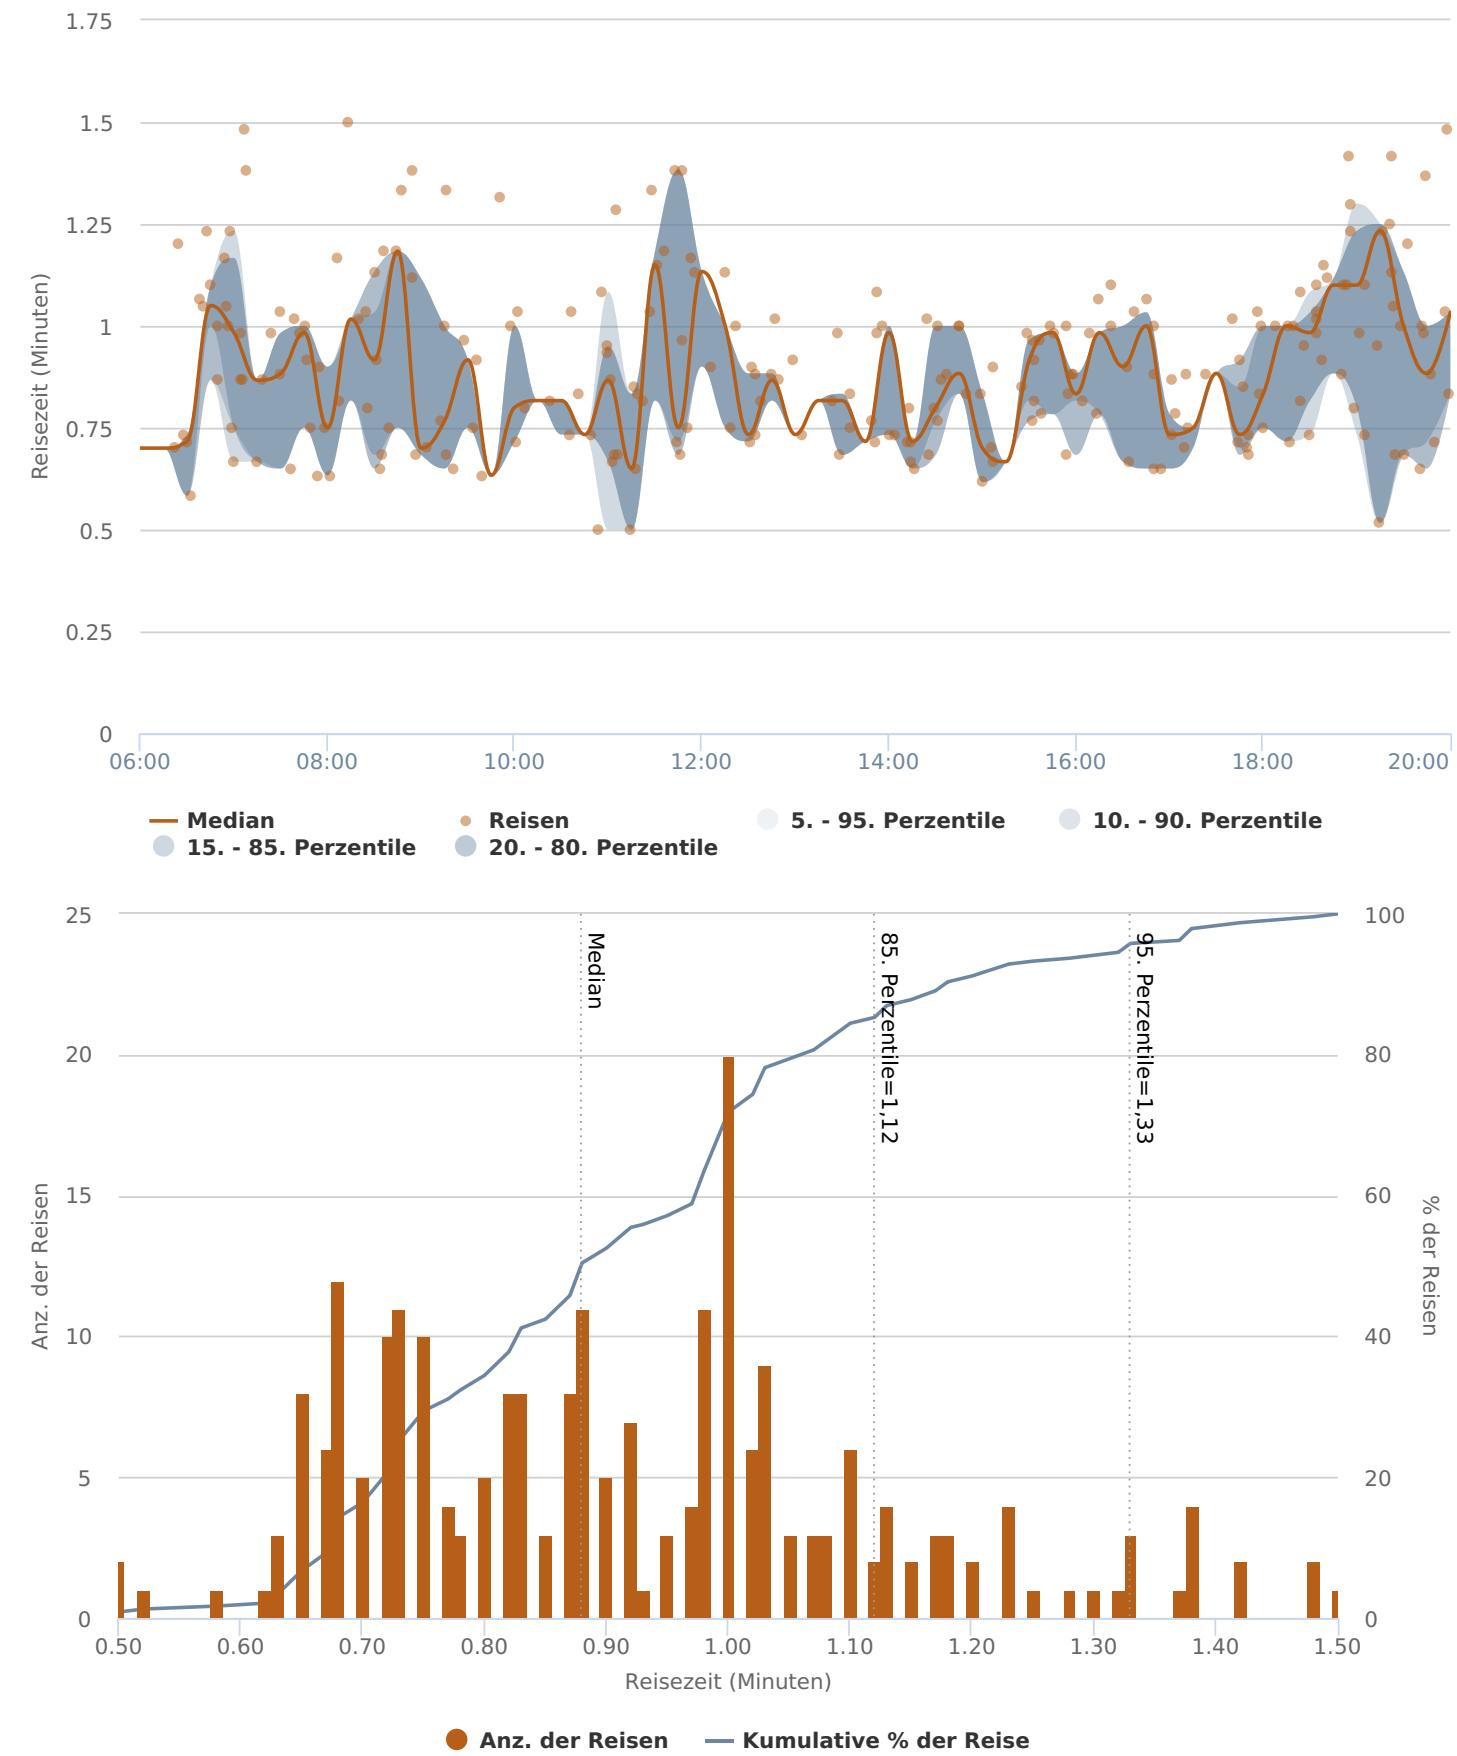 1.75
1.5
1.25
1
0.75
0.5
0.25
0
Reisezeit (Minuten)
06:00 08:00 10:00 12:00 14:00 16:00 18:00 20:00
Median Reisen 5. - 95. Perzentile 10. - 90. Perzentile
15. - 85. Perzentile 20. - 80. Perzentile
25
20
15
10
5
0
Anz. der Reisen
Median
85. Perzentile=1,12
95. Perzentile=1,33
100
80
60
40
20
0
% der Reisen
0.50 0.60 0.70 0.80 0.90 1.00 1.10 1.20 1.30 1.40 1.50
Reisezeit (Minuten)
Anz. der Reisen Kumulative % der Reise